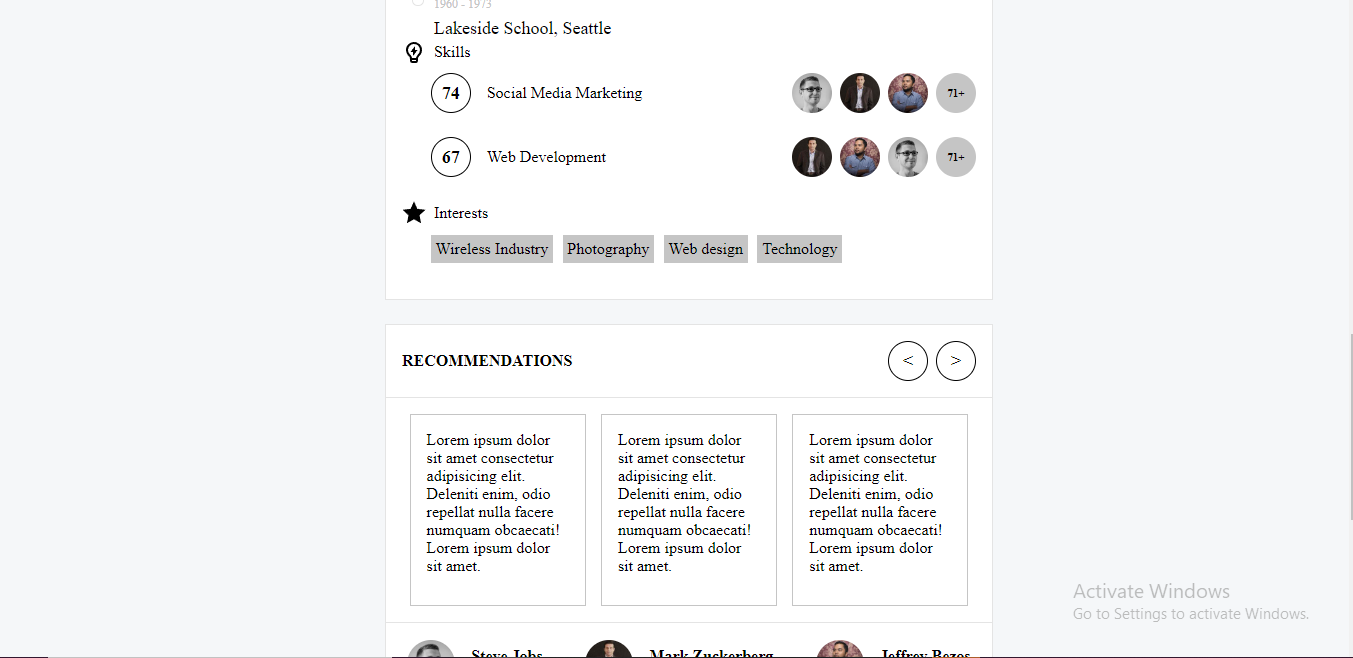 1960 - 1973
Lakeside School, Seattle
Skills
74 Social Media Marketing 71+
67 Web Development 71+
Interests
Wireless Industry Photography Web design Technology
RECOMMENDATIONS < >
Lorem ipsum dolor
sit amet consectetur
adipisicing elit.
Deleniti enim, odio
repellat nulla facere
numquam obcaecati!
Lorem ipsum dolor
sit amet.
Lorem ipsum dolor
sit amet consectetur
adipisicing elit.
Deleniti enim, odio
repellat nulla facere
numquam obcaecati!
Lorem ipsum dolor
sit amet.
Lorem ipsum dolor
sit amet consectetur
adipisicing elit.
Deleniti enim, odio
repellat nulla facere
numquam obcaecati!
Lorem ipsum dolor
sit amet.
Activate Windows
Go to Settings to activate Windows.
Steve Jobs Mark Zuckerberg Jeffrey Bezos